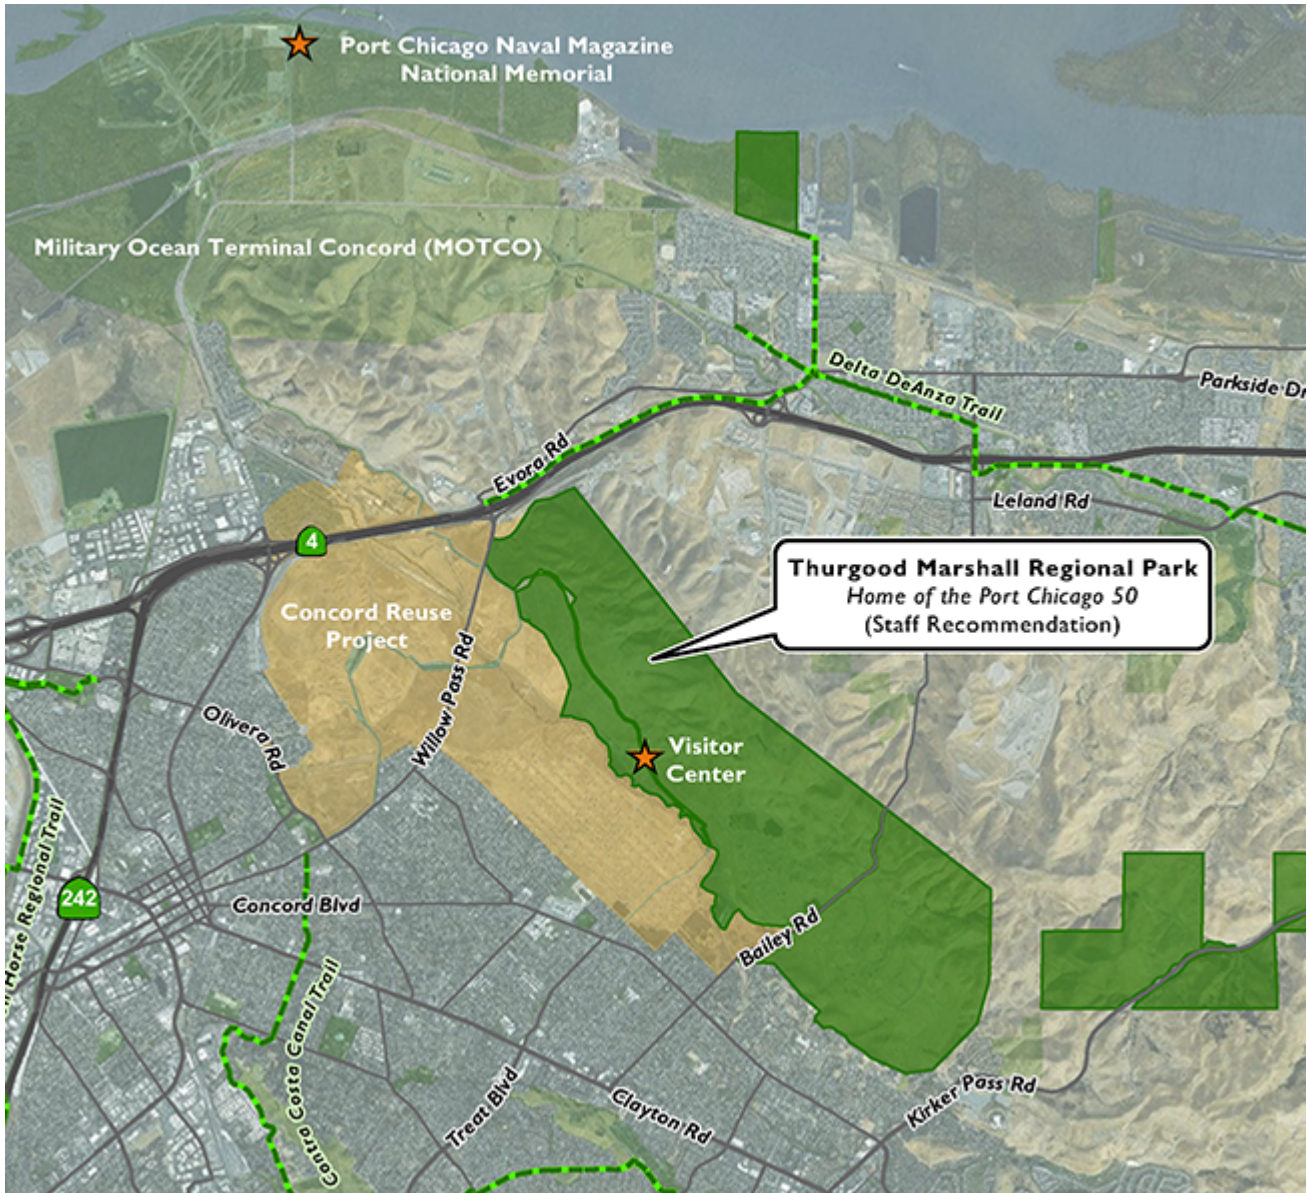 Port Chicago Naval Magazine
National Memorial
Military Ocean Terminal Concord (MOTCO)
Delta DeAnza Trail
Parkside Dr
Evora Rd
Leland Rd
4
Thurgood Marshall Regional Park
Home of the Port Chicago 50
(Staff Recommendation)
Concord Reuse
Project
Willow Pass Rd
Olivera Rd
Visitor
Center
Horse Regional Trail
242
Concord Blvd
Bailey Rd
Contra Costa Canal Trail
Treat Blvd
Clayton Rd
Kirker Pass Rd